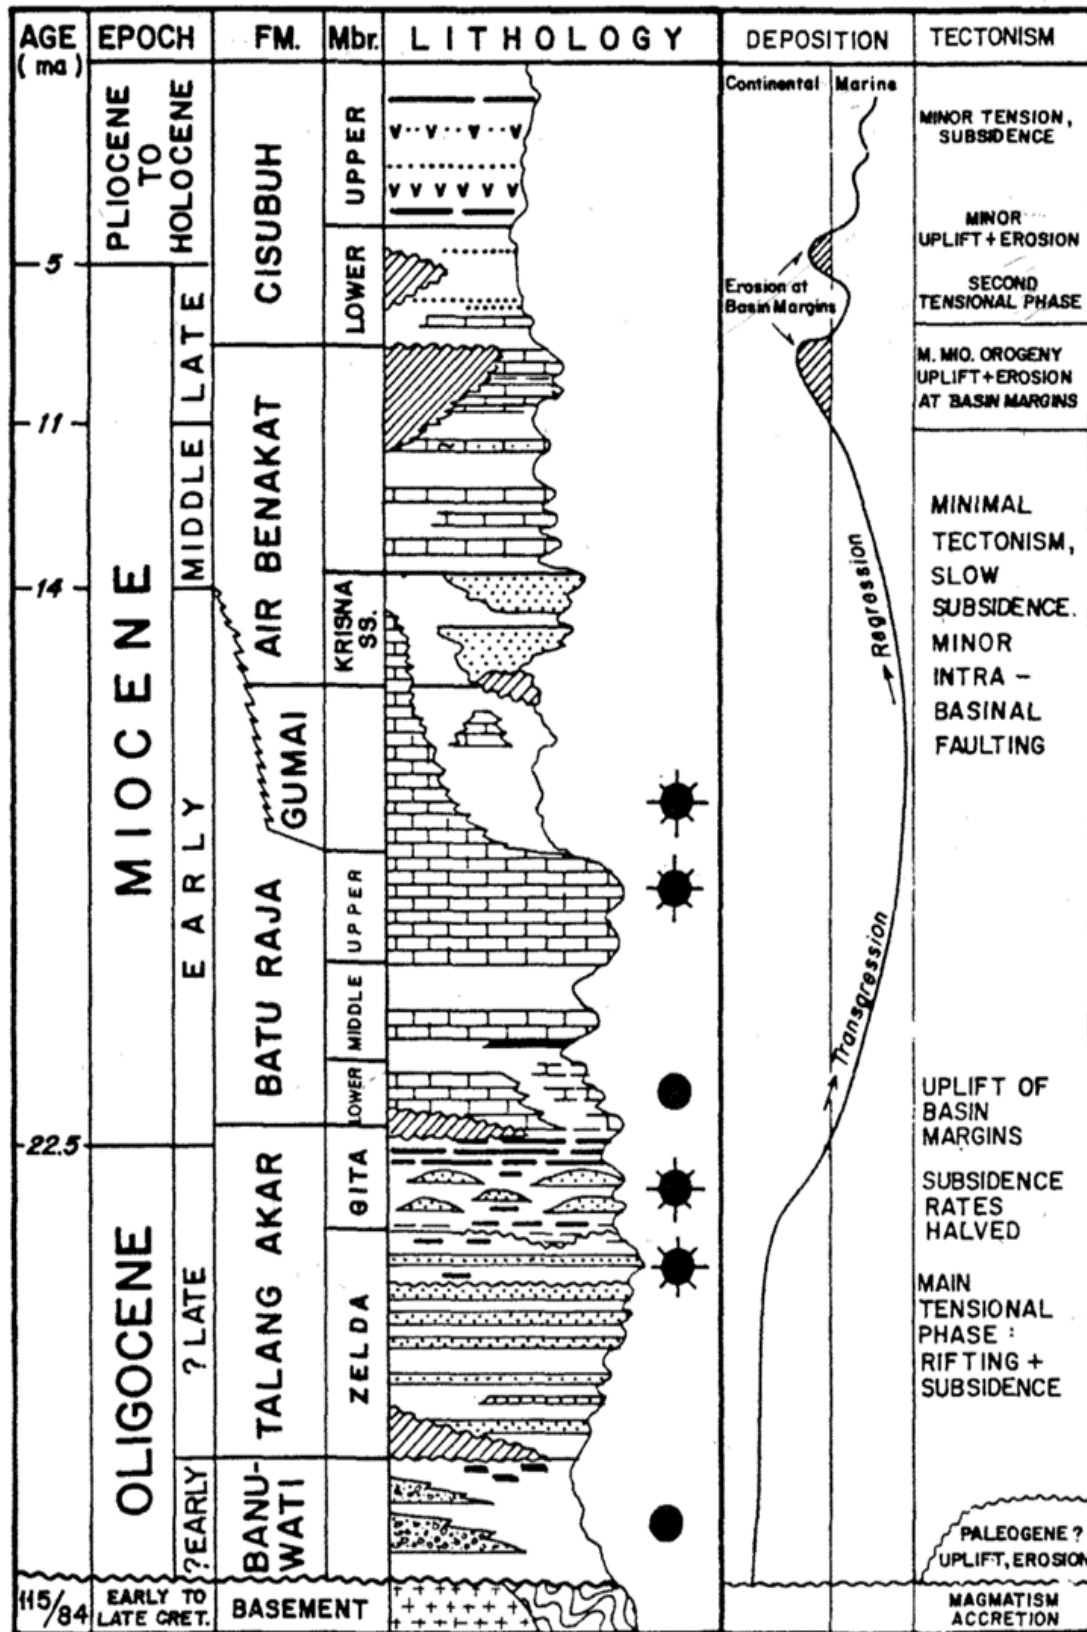 AGE
(ma)
EPOCH
FM.
Mbr.
LITHOLOGY
DEPOSITION
TECTONISM
Continental
Marine
PLIOCENE
TO
HOLOCENE
CISUBUH
UPPER
MINOR TENSION,
SUBSIDENCE
MINOR
UPLIFT + EROSION
5
LOWER
Erosion at
Basin Margins
SECOND
TENSIONAL PHASE
MIOCENE
LATE
AIR BENAKAT
M. MIO. OROGENY
UPLIFT + EROSION
AT BASIN MARGINS
11
MIDDLE
MINIMAL
TECTONISM,
SLOW
SUBSIDENCE.
MINOR
INTRA -
BASINAL
FAULTING
Regression
14
KRISNA
SS.
EARLY
GUMAI
BATU RAJA
UPPER
MIDDLE
LOWER
Transgression
UPLIFT OF
BASIN
MARGINS
22.5
OLIGOCENE
? LATE
TALANG AKAR
GITA
SUBSIDENCE
RATES
HALVED
ZELDA
MAIN
TENSIONAL
PHASE :
RIFTING +
SUBSIDENCE
?EARLY
BANU-
WATI
PALEOGENE ?
UPLIFT, EROSION
115/84
EARLY TO
LATE CRET.
BASEMENT
MAGMATISM
ACCRETION